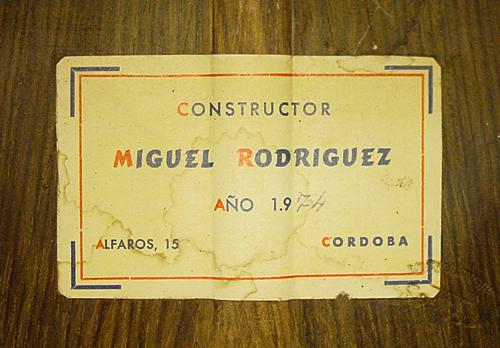 CONSTRUCTOR
MIGUEL RODRIGUEZ
AÑO 1.974
ALFAROS, 15 CORDOBA